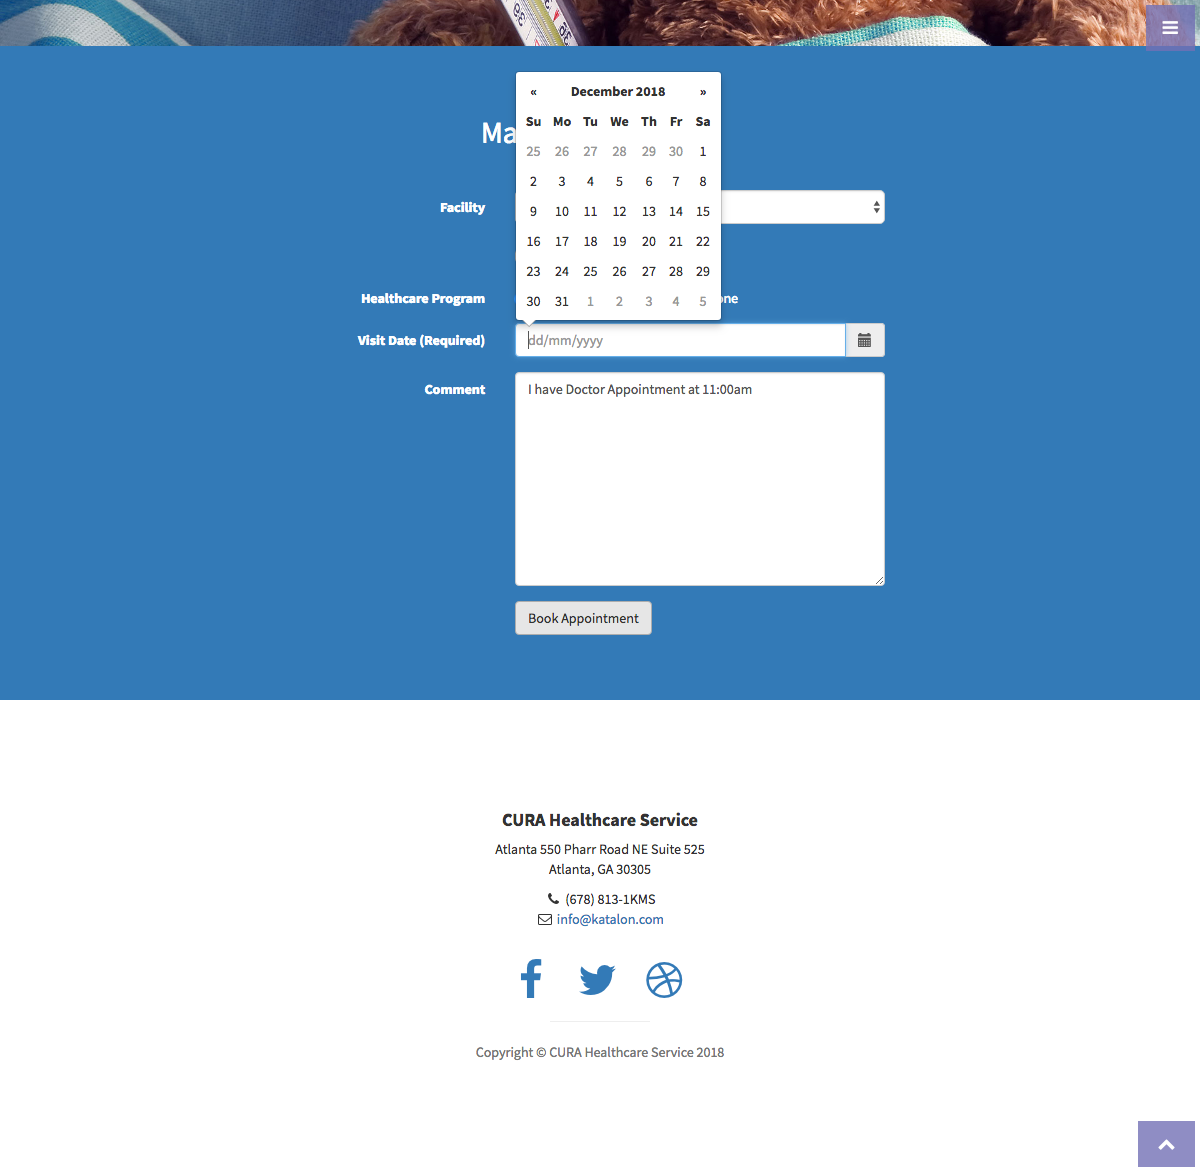 « December 2018 »
Su Mo Tu We Th Fr Sa
25 26 27 28 29 30 1
2 3 4 5 6 7 8
9 10 11 12 13 14 15
16 17 18 19 20 21 22
23 24 25 26 27 28 29
30 31 1 2 3 4 5
Ma
Facility
Healthcare Program
one
Visit Date (Required)
dd/mm/yyyy
Comment
I have Doctor Appointment at 11:00am
Book Appointment
CURA Healthcare Service
Atlanta 550 Pharr Road NE Suite 525
Atlanta, GA 30305
(678) 813-1KMS
info@katalon.com
Copyright © CURA Healthcare Service 2018